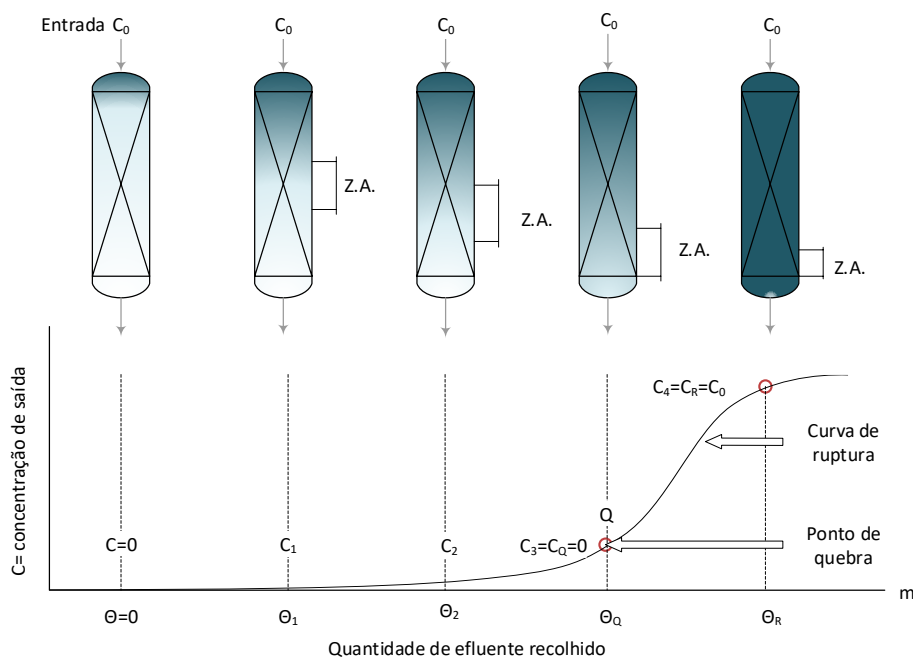 Entrada C₀
C₀
C₀
C₀
C₀
Z.A.
Z.A.
Z.A.
Z.A.
C= concentração de saída
C₄=C_R=C₀
Curva de
ruptura
Q
C=0
C₁
C₂
C₃=C_Q=0
Ponto de
quebra
m
Θ=0
Θ₁
Θ₂
Θ_Q
Θ_R
Quantidade de efluente recolhido